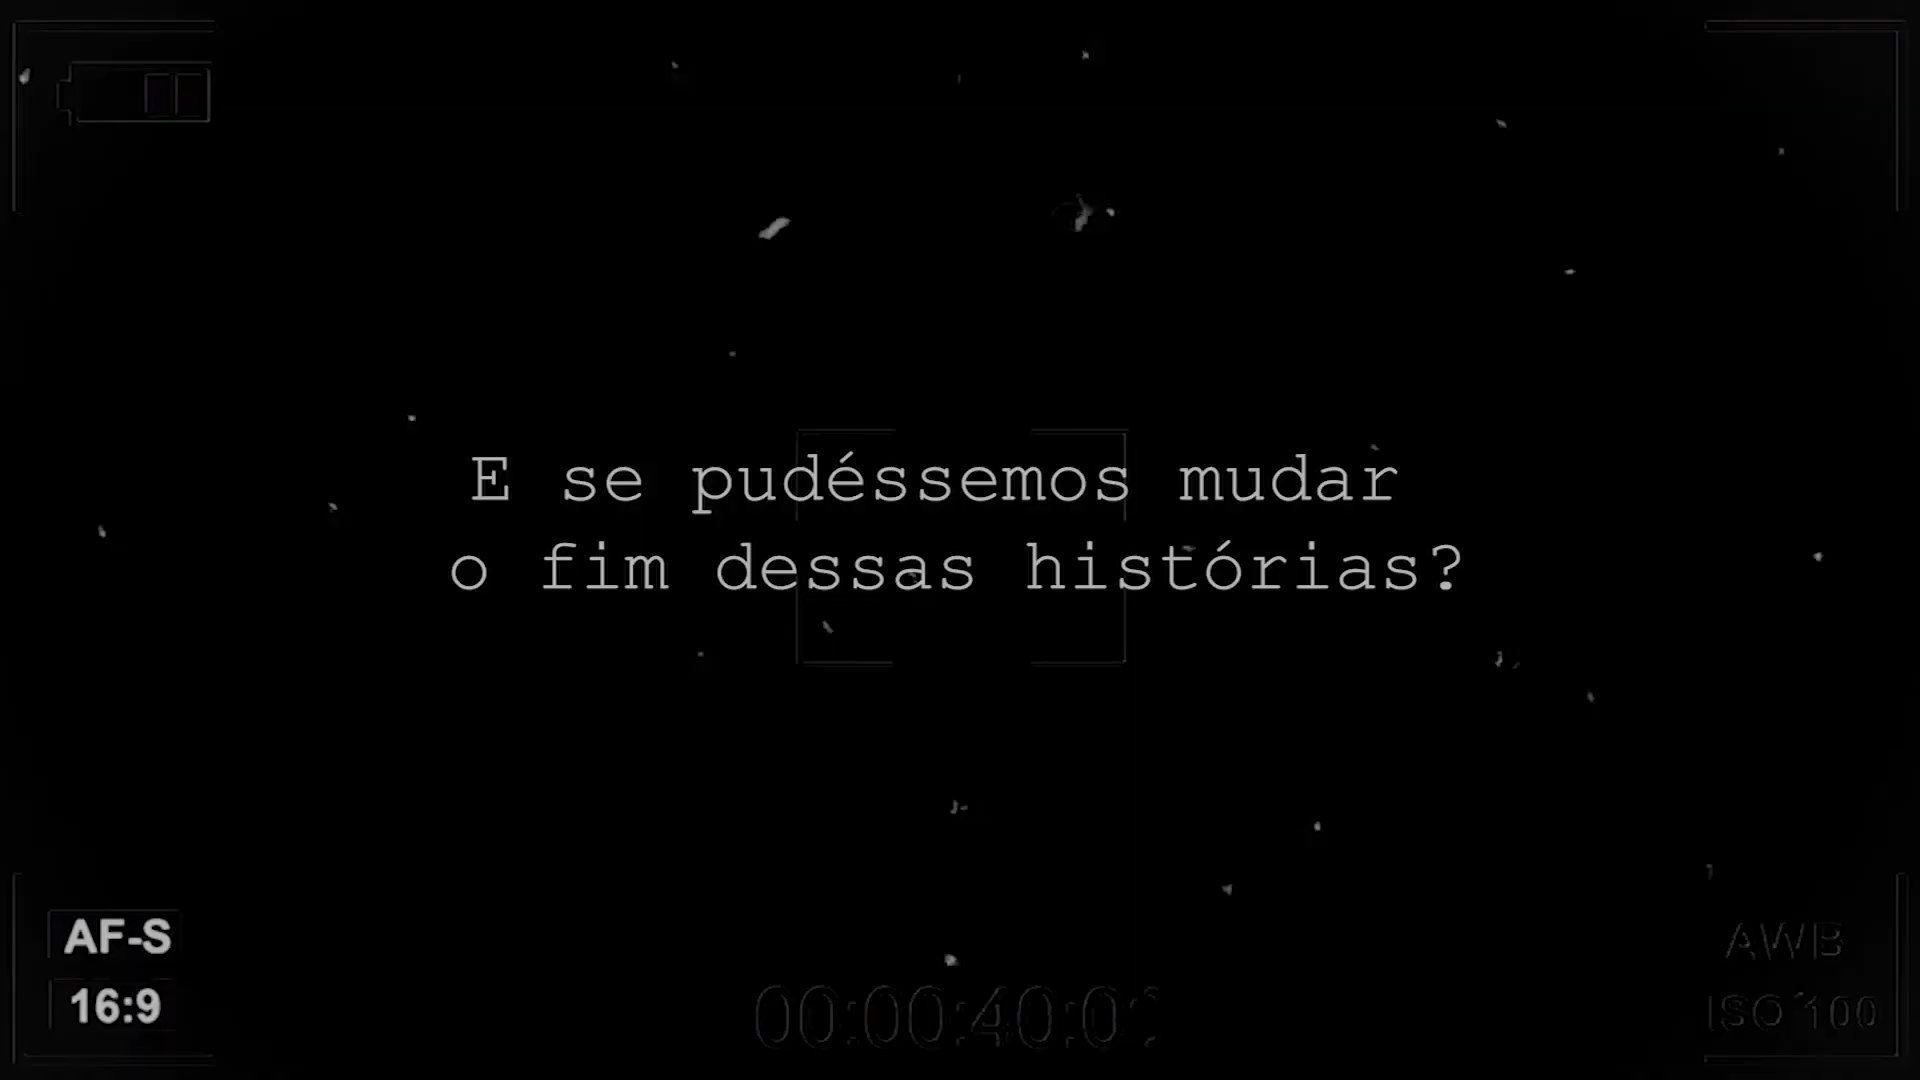 E se pudéssemos mudar
o fim dessas histórias?
AF-S
16:9
AWB
ISO 100